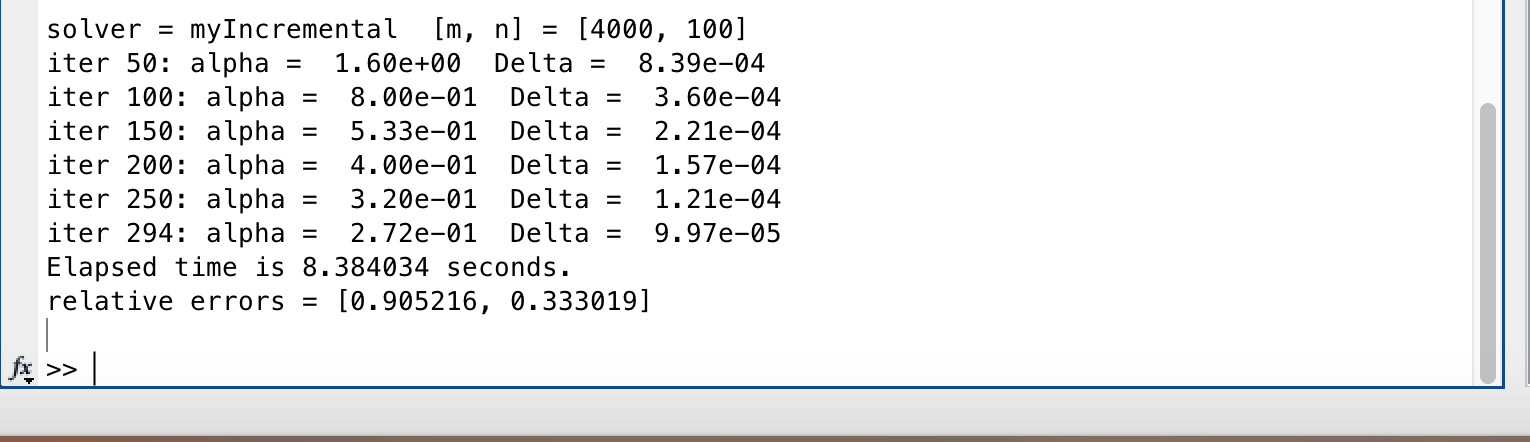 solver = myIncremental  [m, n] = [4000, 100]
iter 50: alpha =  1.60e+00  Delta =  8.39e-04
iter 100: alpha =  8.00e-01  Delta =  3.60e-04
iter 150: alpha =  5.33e-01  Delta =  2.21e-04
iter 200: alpha =  4.00e-01  Delta =  1.57e-04
iter 250: alpha =  3.20e-01  Delta =  1.21e-04
iter 294: alpha =  2.72e-01  Delta =  9.97e-05
Elapsed time is 8.384034 seconds.
relative errors = [0.905216, 0.333019]
fx >>